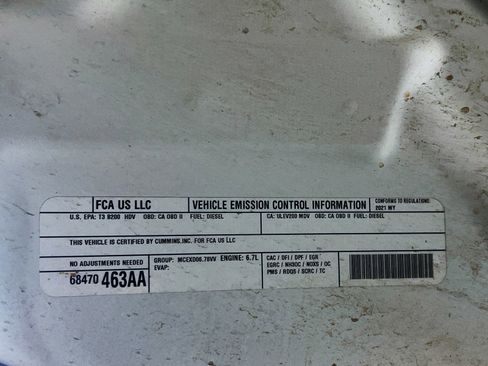 FCA US LLC
VEHICLE EMISSION CONTROL INFORMATION
CONFORMS TO REGULATIONS:
2021 MY
U.S. EPA: T3 B200 HDV OBD: CA OBD II FUEL: DIESEL
CA: ULEV200 MDV OBD: CA OBD II FUEL: DIESEL
THIS VEHICLE IS CERTIFIED BY CUMMINS, INC. FOR FCA US LLC
NO ADJUSTMENTS NEEDED
68470 463AA
GROUP: MCEXD06.78VV ENGINE: 6.7L
EVAP:
CAC / DFI / DPF / EGR
EGRC / NH3OC / NOXS / OC
PMS / RDQS / SCRC / TC